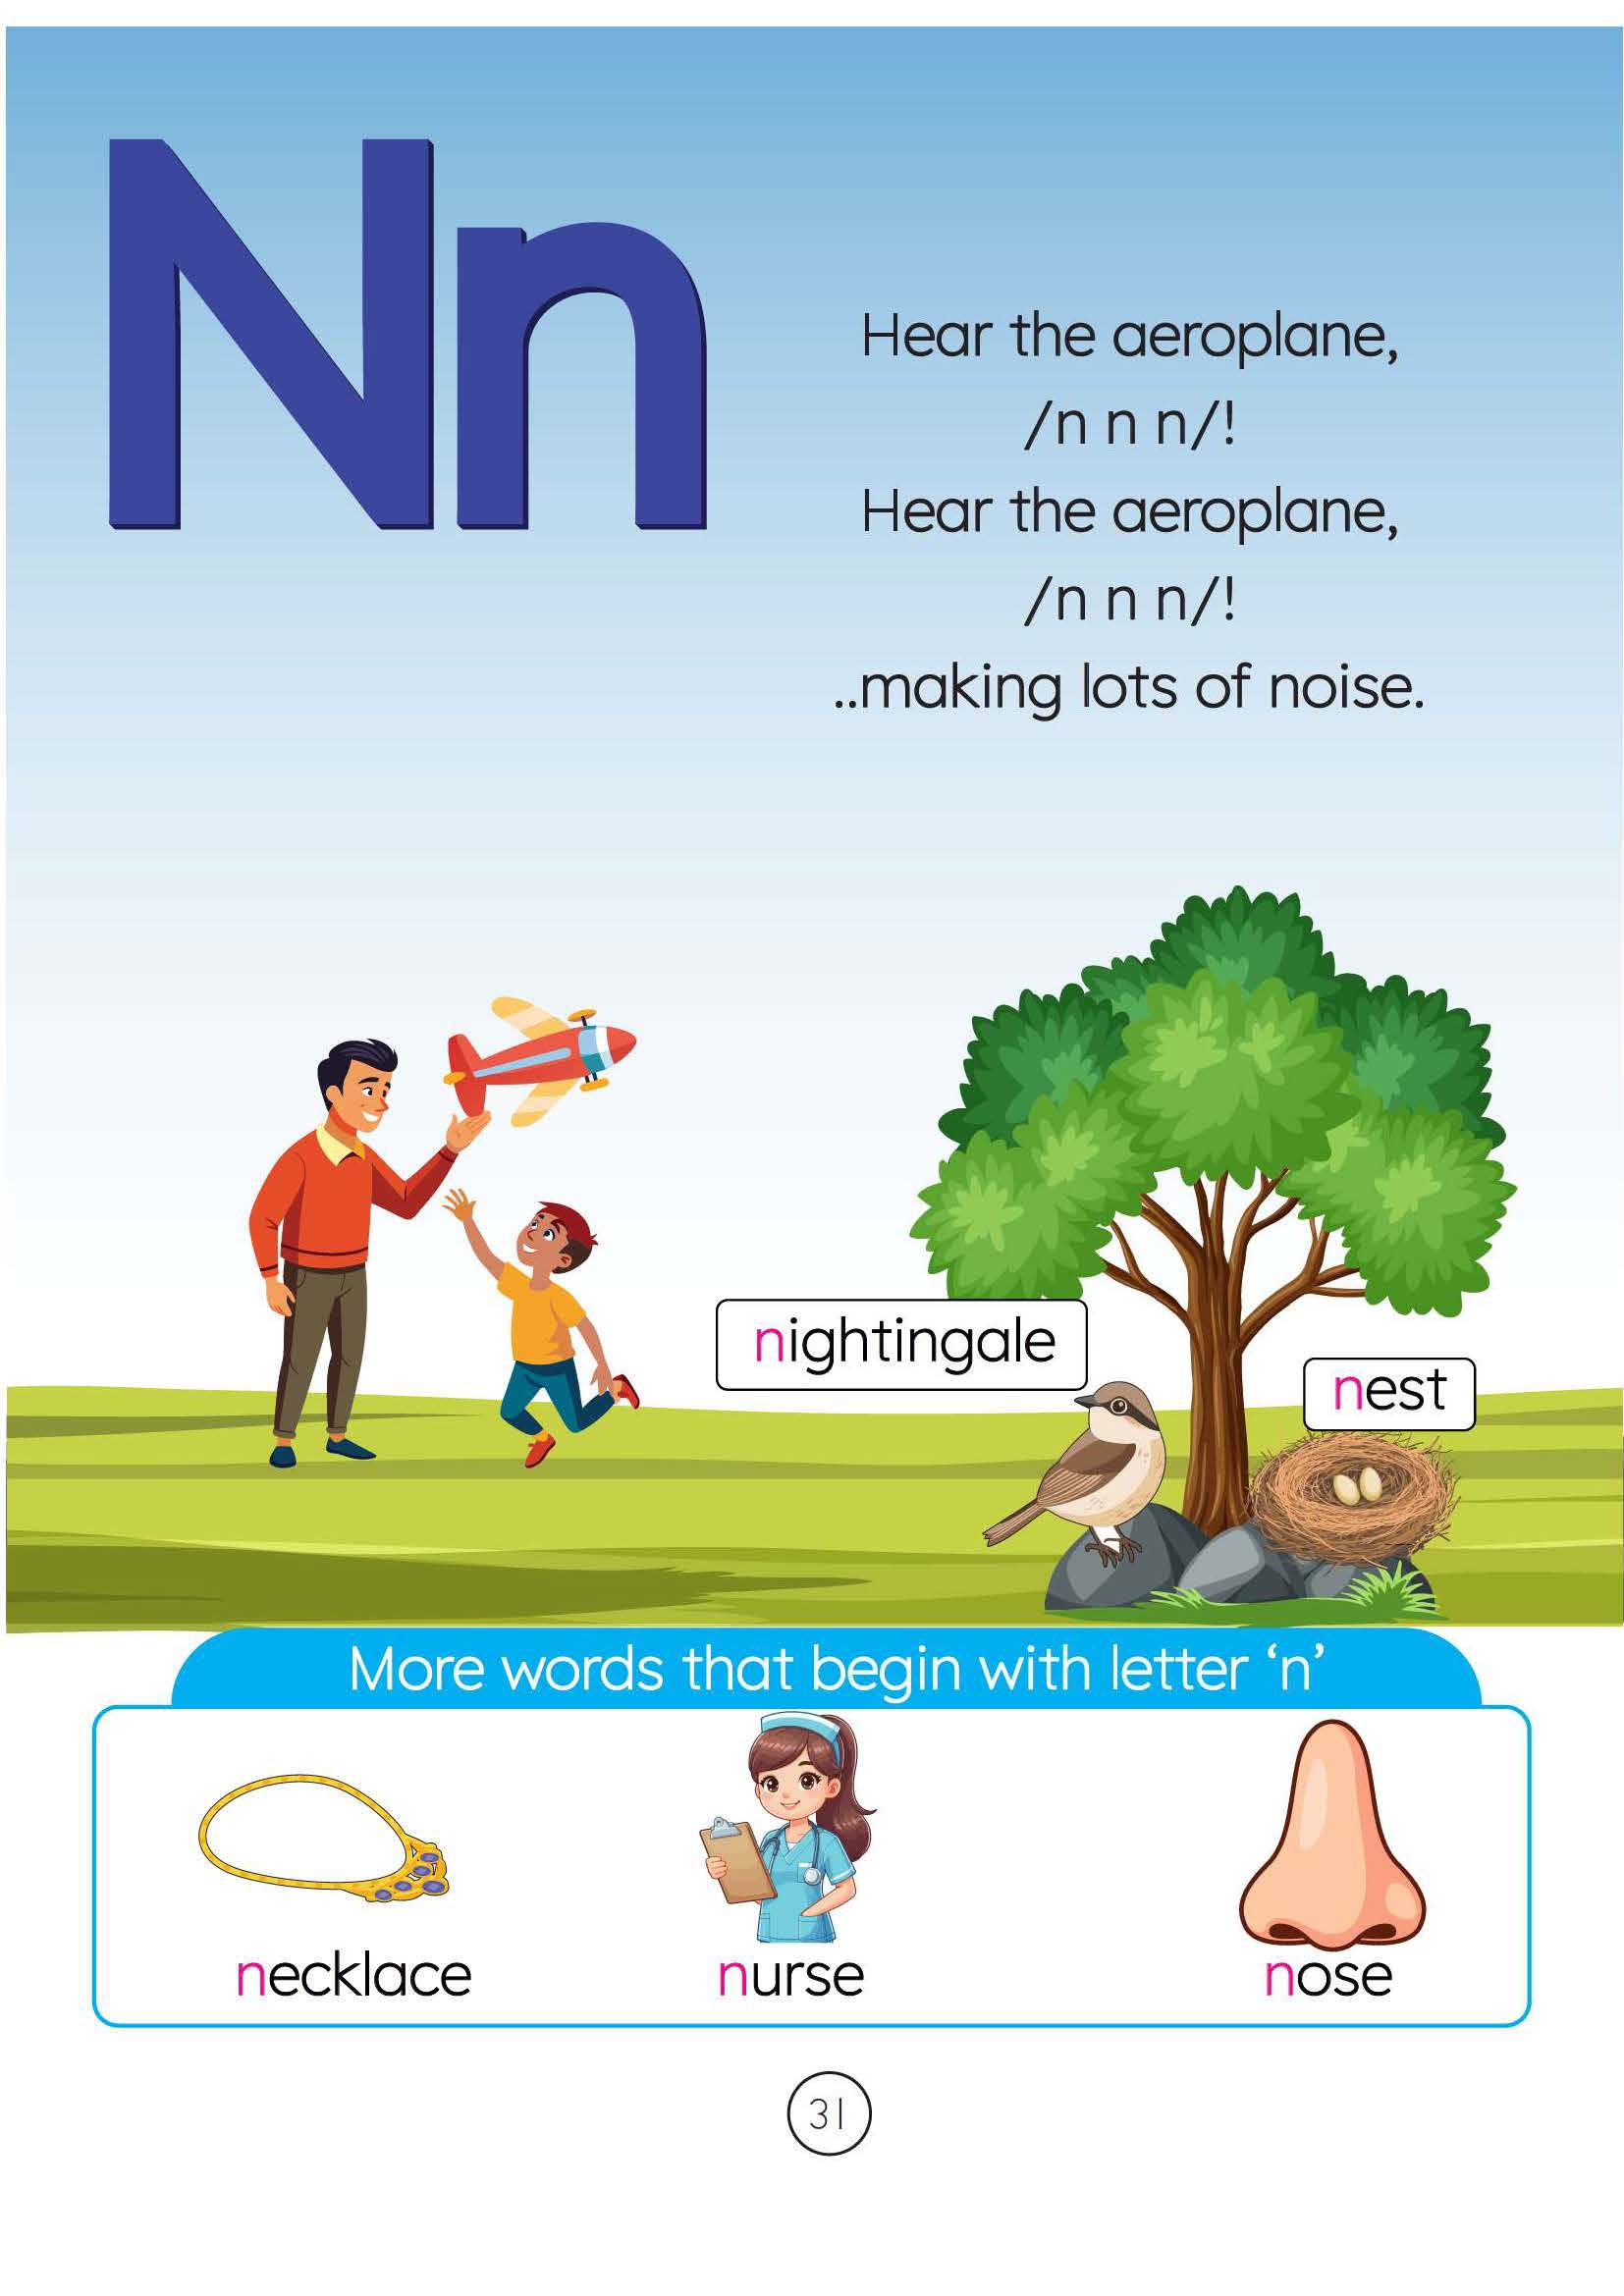 Nn
Hear the aeroplane,
/n n n/!
Hear the aeroplane,
/n n n/!
..making lots of noise.
nightingale
nest
More words that begin with letter ‘n’
necklace
nurse
nose
31